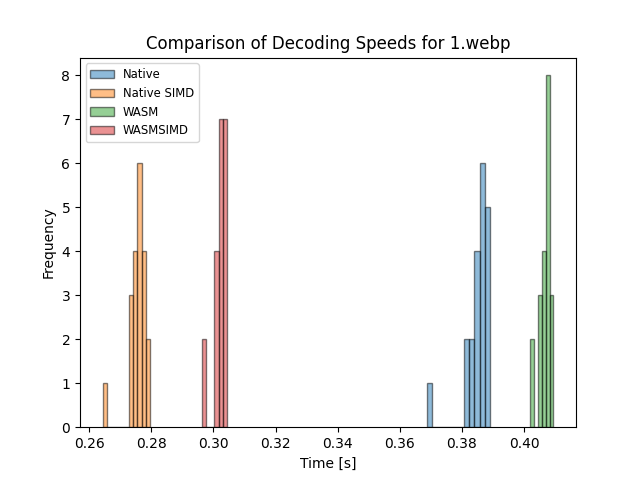 Comparison of Decoding Speeds for 1.webp
Native
Native SIMD
WASM
WASMSIMD
Frequency
8
7
6
5
4
3
2
1
0
0.26 0.28 0.30 0.32 0.34 0.36 0.38 0.40
Time [s]